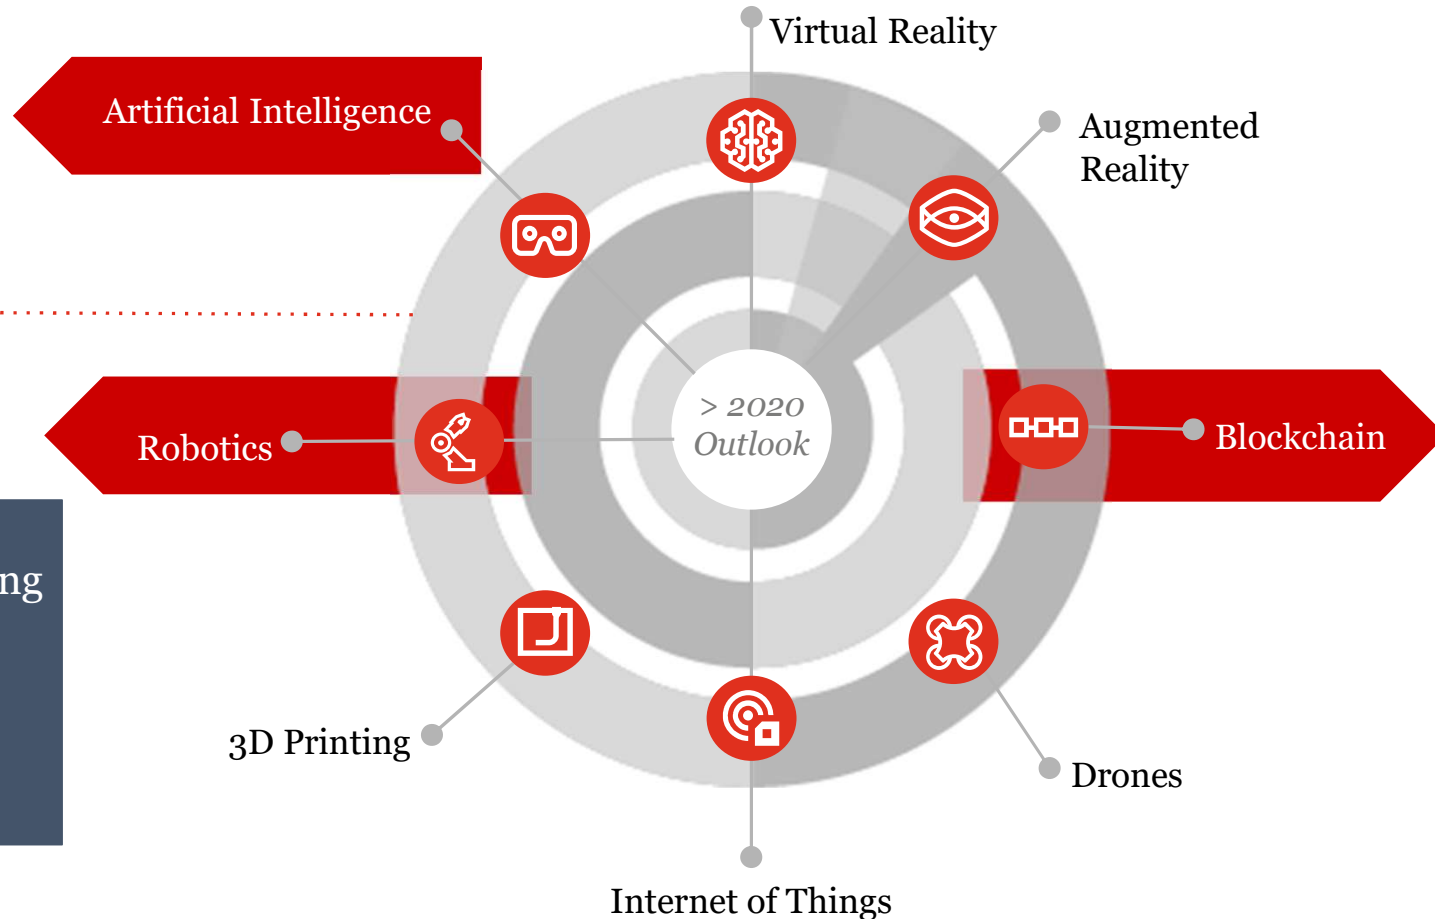 Virtual Reality
Artificial Intelligence
Augmented
Reality
> 2020
Outlook
Robotics
Blockchain
ng
3D Printing
Drones
Internet of Things